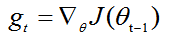 g_t = ∇_θ J(θ_{t−1})